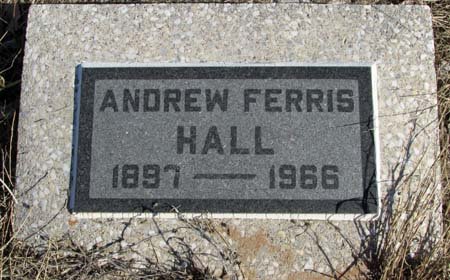 ANDREW FERRIS
HALL
1897 — 1966